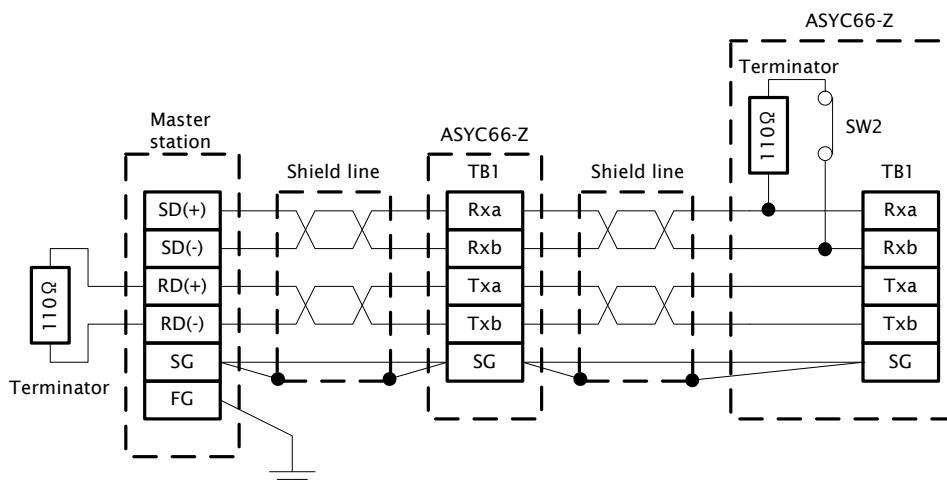 ASYC66-Z
Terminator
110Ω
SW2
Master
station
ASYC66-Z
Shield line
TB1
Shield line
TB1
SD(+)
Rxa
Rxa
SD(-)
Rxb
Rxb
RD(+)
Txa
Txa
110Ω
RD(-)
Txb
Txb
SG
SG
SG
Terminator
FG